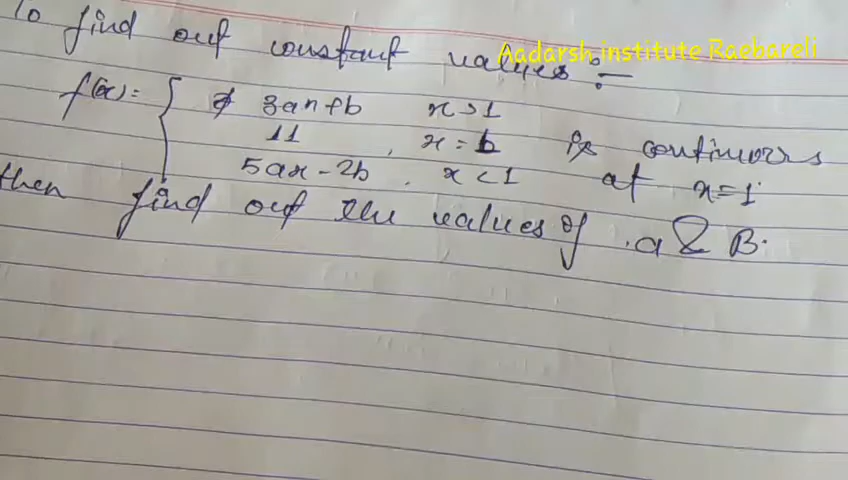 To find out constant values :-
Aadarsh institute Raebareli
f(x) = { 3ax+b x>1
11 , x = 1 is continuous
5ax - 2b , x < 1 at x=1
then find out the values of a & B.